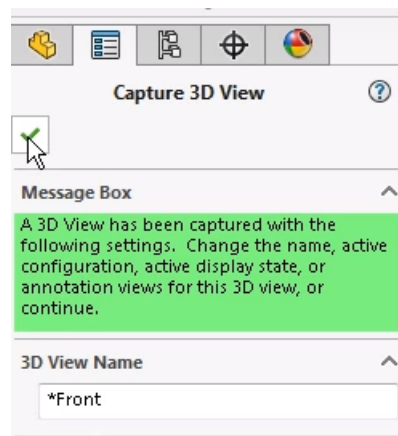 Capture 3D View
?
Message Box
A 3D View has been captured with the
following settings. Change the name, active
configuration, active display state, or
annotation views for this 3D view, or
continue.
3D View Name
*Front